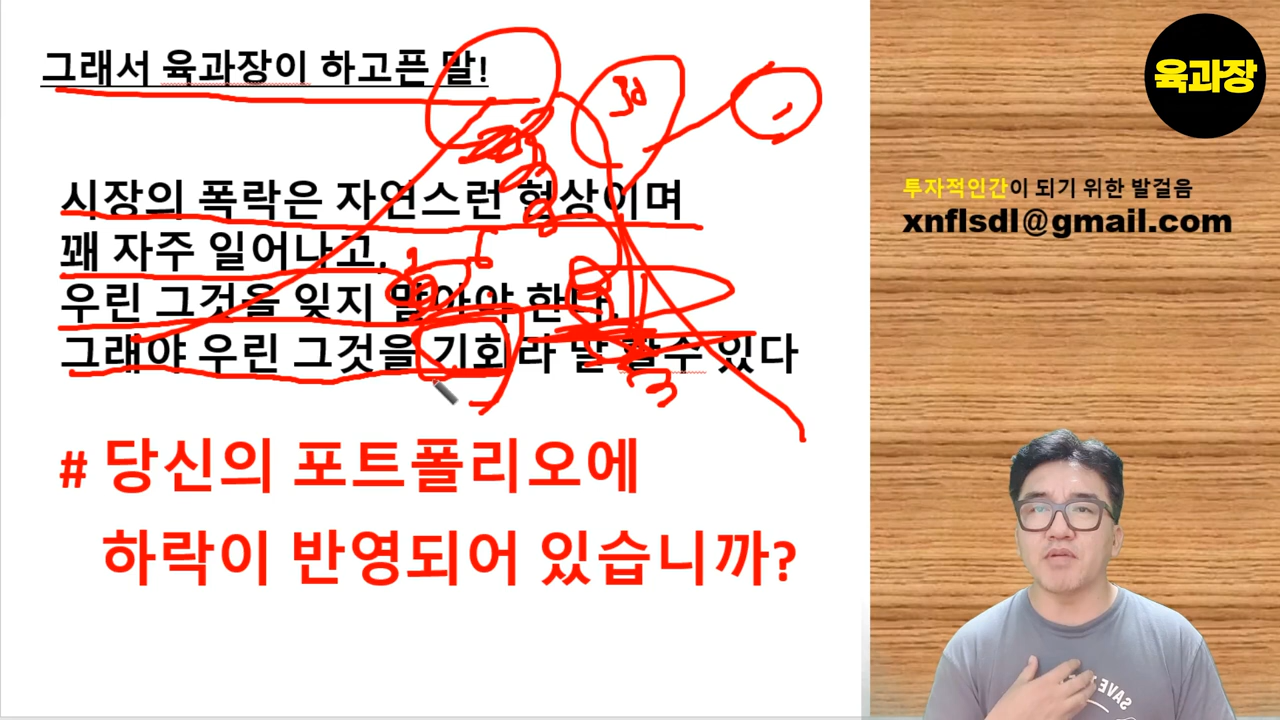 그래서 육과장이 하고픈 말!
시장의 폭락은 자연스런 현상이며
꽤 자주 일어나고,
우린 그것을 잊지 말아야 한다.
그래야 우린 그것을 기회라 말 할수 있다
# 당신의 포트폴리오에
하락이 반영되어 있습니까?
육과장
투자적인간이 되기 위한 발걸음
xnflsdl@gmail.com